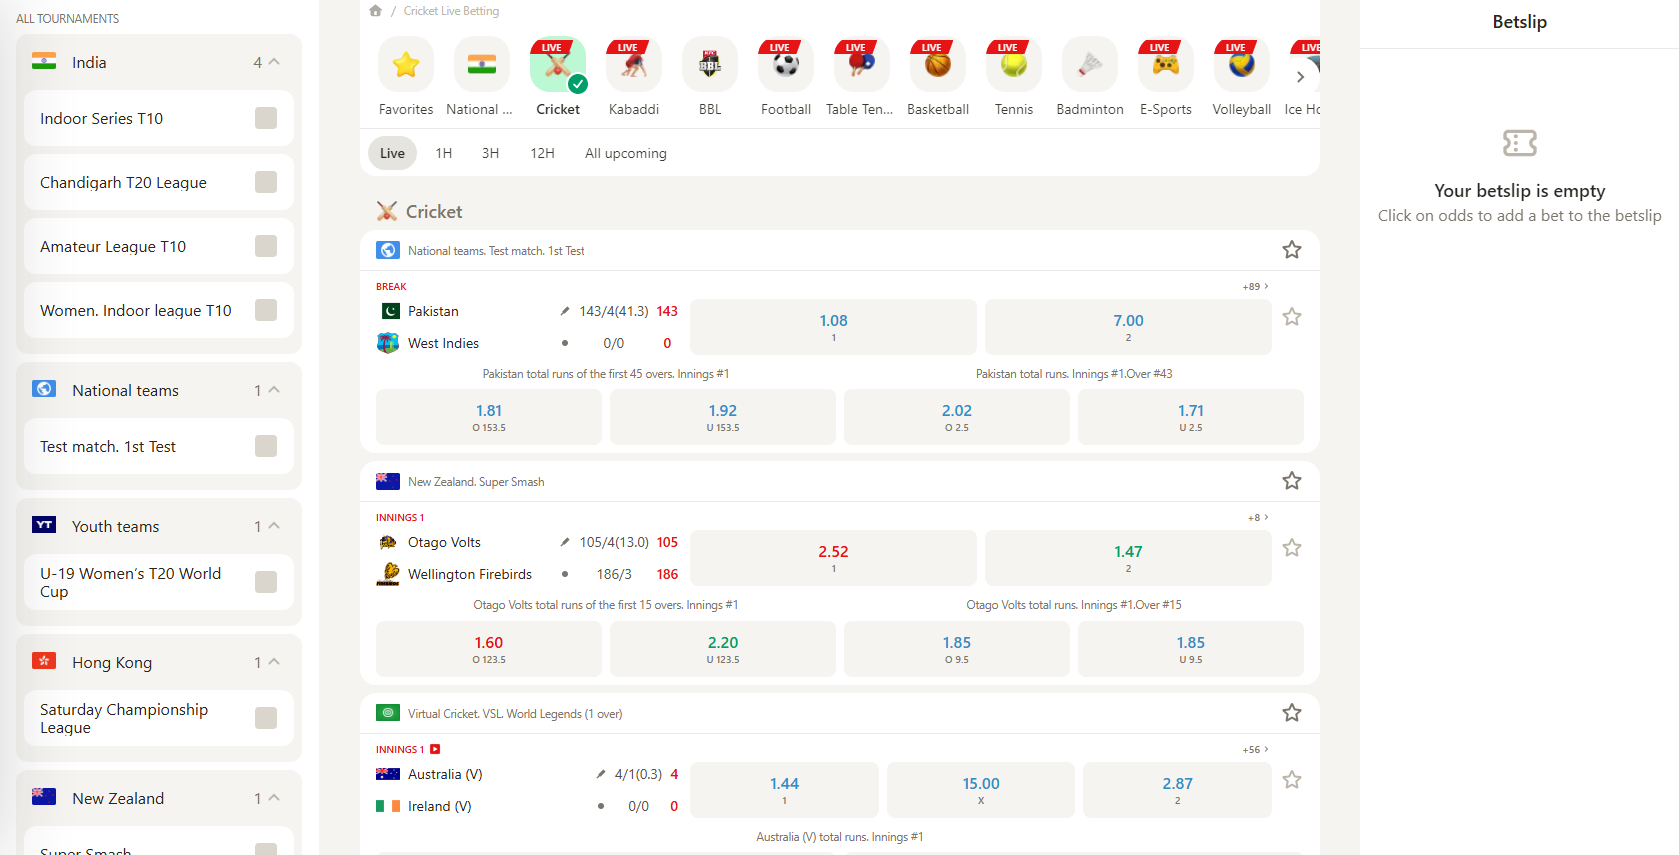 ALL TOURNAMENTS
India 4
Indoor Series T10
Chandigarh T20 League
Amateur League T10
Women. Indoor league T10
National teams 1
Test match. 1st Test
YT Youth teams 1
U-19 Women's T20 World
Cup
Hong Kong 1
Saturday Championship
League
New Zealand 1
Super Smash
/ Cricket Live Betting
LIVE LIVE LIVE LIVE LIVE LIVE LIVE LIVE LIVE
BBL
Favorites National ... Cricket Kabaddi BBL Football Table Ten... Basketball Tennis Badminton E-Sports Volleyball Ice Ho
Live 1H 3H 12H All upcoming
Cricket
National teams. Test match. 1st Test
BREAK +89 >
Pakistan 143/4(41.3) 143
West Indies 0/0 0
1.08 7.00
1 2
Pakistan total runs of the first 45 overs. Innings #1 Pakistan total runs. Innings #1.Over #43
1.81 1.92 2.02 1.71
O 153.5 U 153.5 O 2.5 U 2.5
New Zealand. Super Smash
INNINGS 1 +8 >
Otago Volts 105/4(13.0) 105
Wellington Firebirds 186/3 186
2.52 1.47
1 2
Otago Volts total runs of the first 15 overs. Innings #1 Otago Volts total runs. Innings #1.Over #15
1.60 2.20 1.85 1.85
O 123.5 U 123.5 O 9.5 U 9.5
Virtual Cricket. VSL. World Legends (1 over)
INNINGS 1 +56 >
Australia (V) 4/1(0.3) 4
Ireland (V) 0/0 0
1.44 15.00 2.87
1 X 2
Australia (V) total runs. Innings #1
Betslip
Your betslip is empty
Click on odds to add a bet to the betslip